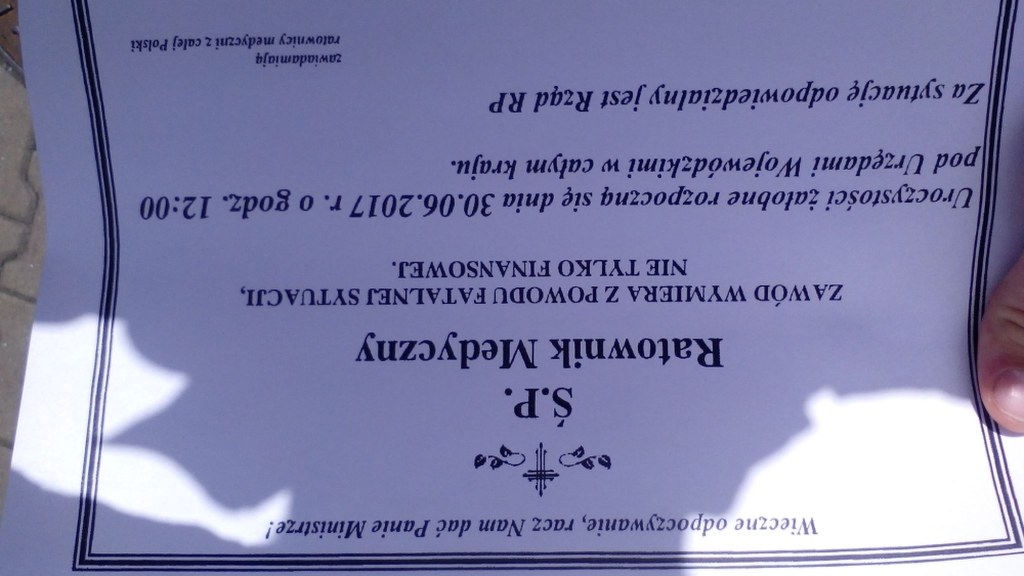 Wieczne odpoczywanie, racz Nam dać Panie Ministrze!
Ś.P.
Ratownik Medyczny
ZAWÓD WYMIERA Z POWODU FATALNEJ SYTUACJI,
NIE TYLKO FINANSOWEJ.
Uroczystości żałobne rozpoczną się dnia 30.06.2017 r. o godz. 12:00
pod Urzędami Wojewódzkimi w całym kraju.
Za sytuację odpowiedzialny jest Rząd RP
zawiadamiają
ratownicy medyczni z całej Polski